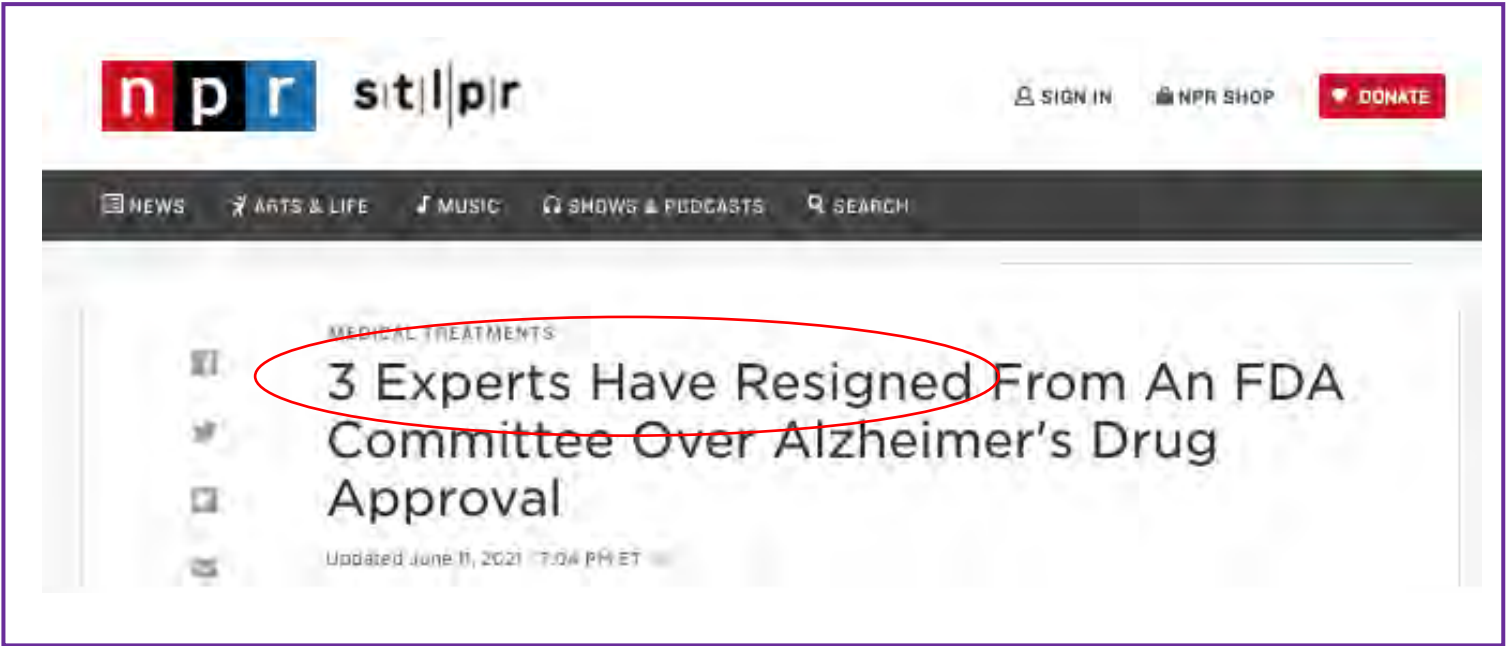 npr stlpr SIGN IN NPR SHOP DONATE
NEWS ARTS & LIFE MUSIC SHOWS & PODCASTS SEARCH
MEDICAL TREATMENTS
3 Experts Have Resigned From An FDA
Committee Over Alzheimer's Drug
Approval
Updated June 11, 2021 7:04 PM ET